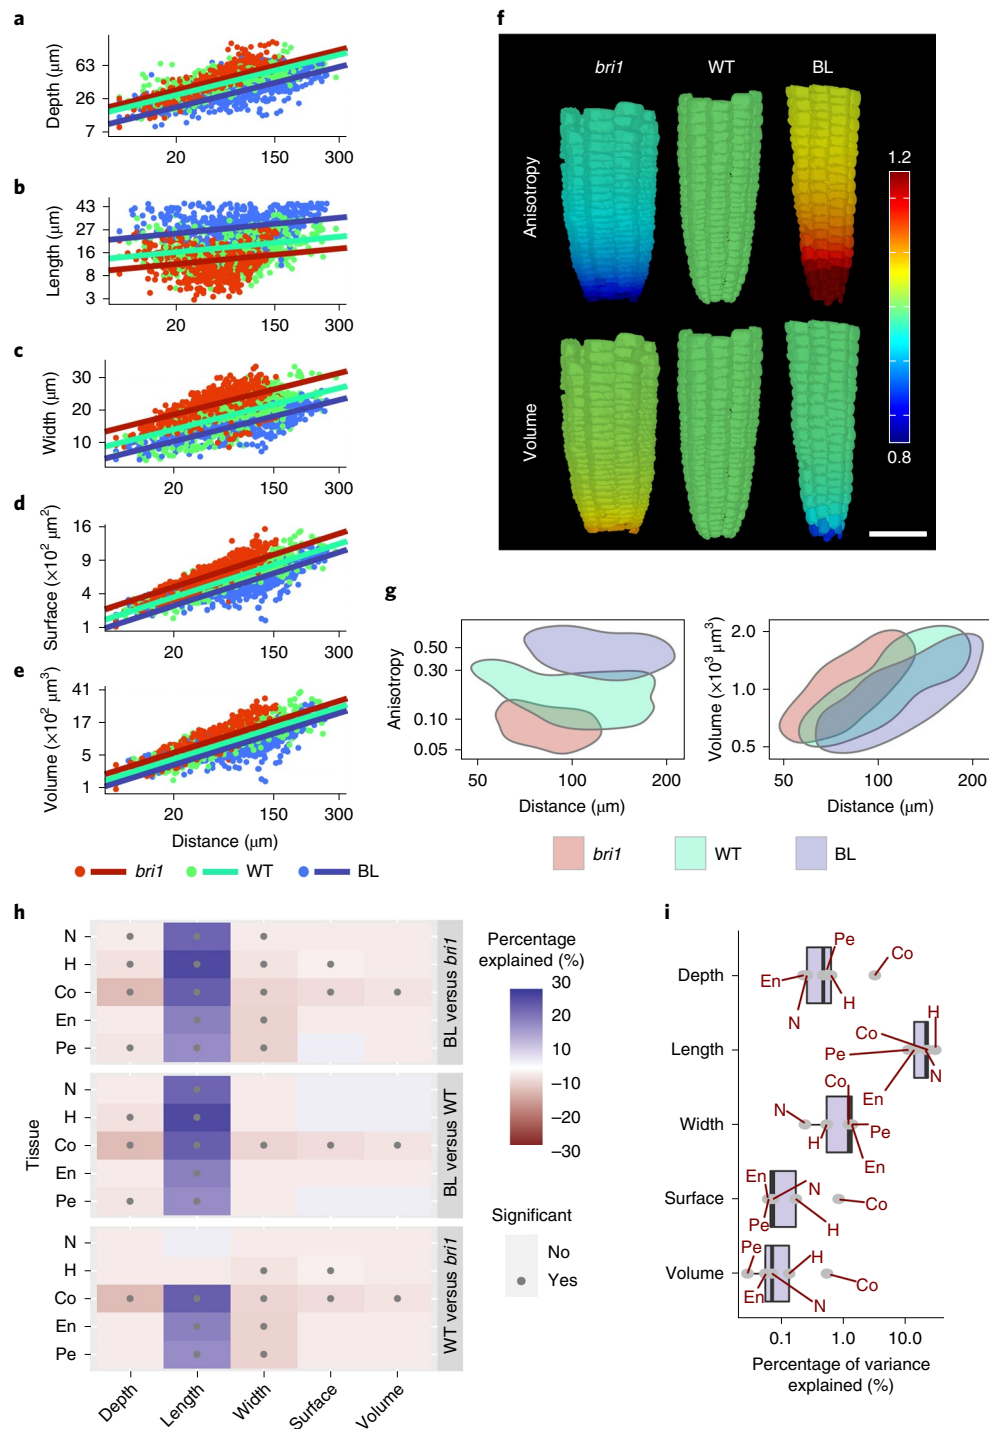 a
Depth (μm)
63
26
7
20
150
300
b
Length (μm)
43
27
16
8
3
20
150
300
c
Width (μm)
30
20
10
20
150
300
d
Surface (×10² μm²)
16
9
4
1
20
150
300
e
Volume (×10² μm³)
41
17
5
1
20
150
300
Distance (μm)
bri1
WT
BL
f
bri1
WT
BL
Anisotropy
Volume
1.2
0.8
g
Anisotropy
0.50
0.30
0.10
0.05
50
100
200
Distance (μm)
Volume (×10³ μm³)
2.0
1.0
0.5
50
100
200
Distance (μm)
bri1
WT
BL
h
Tissue
N
H
Co
En
Pe
BL versus bri1
N
H
Co
En
Pe
BL versus WT
N
H
Co
En
Pe
WT versus bri1
Depth
Length
Width
Surface
Volume
Percentage
explained (%)
30
20
10
–10
–20
–30
Significant
No
Yes
i
Depth
Pe
Co
En
N
H
Length
H
Co
Pe
En
N
Width
Co
N
H
Pe
En
Surface
En
N
Pe
H
Co
Volume
Pe
H
En
N
Co
0.1
1.0
10.0
Percentage of variance
explained (%)